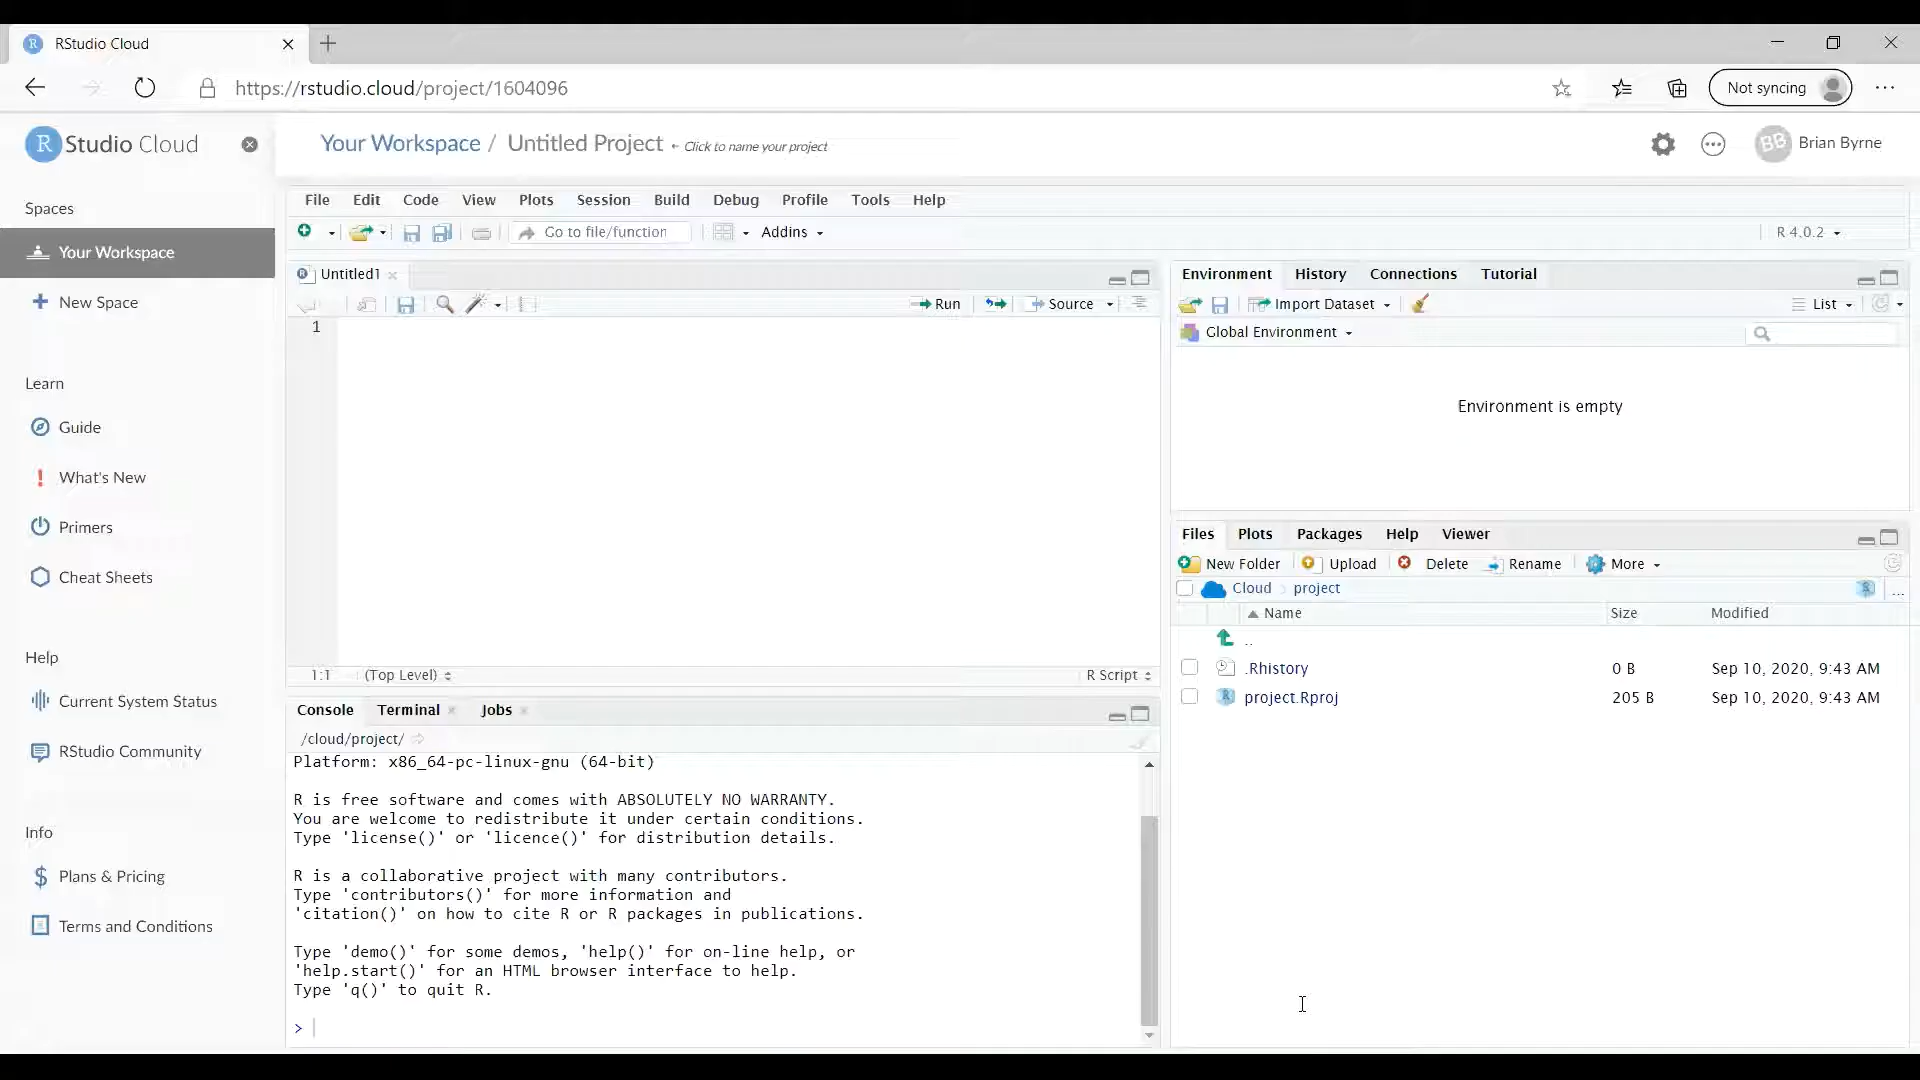 RStudio Cloud
https://rstudio.cloud/project/1604096
Not syncing
R Studio Cloud
Your Workspace / Untitled Project ← Click to name your project
BB Brian Byrne
Spaces
Your Workspace
New Space
Learn
Guide
What's New
Primers
Cheat Sheets
Help
Current System Status
RStudio Community
Info
Plans & Pricing
Terms and Conditions
File Edit Code View Plots Session Build Debug Profile Tools Help
Go to file/function Addins R 4.0.2
Untitled1
Run Source
1
1:1 (Top Level) R Script
Console Terminal Jobs
/cloud/project/
Platform: x86_64-pc-linux-gnu (64-bit)
R is free software and comes with ABSOLUTELY NO WARRANTY.
You are welcome to redistribute it under certain conditions.
Type 'license()' or 'licence()' for distribution details.
R is a collaborative project with many contributors.
Type 'contributors()' for more information and
'citation()' on how to cite R or R packages in publications.
Type 'demo()' for some demos, 'help()' for on-line help, or
'help.start()' for an HTML browser interface to help.
Type 'q()' to quit R.
>
Environment History Connections Tutorial
Import Dataset List
Global Environment
Environment is empty
Files Plots Packages Help Viewer
New Folder Upload Delete Rename More
Cloud project ...
Name Size Modified
..
.Rhistory 0 B Sep 10, 2020, 9:43 AM
project.Rproj 205 B Sep 10, 2020, 9:43 AM